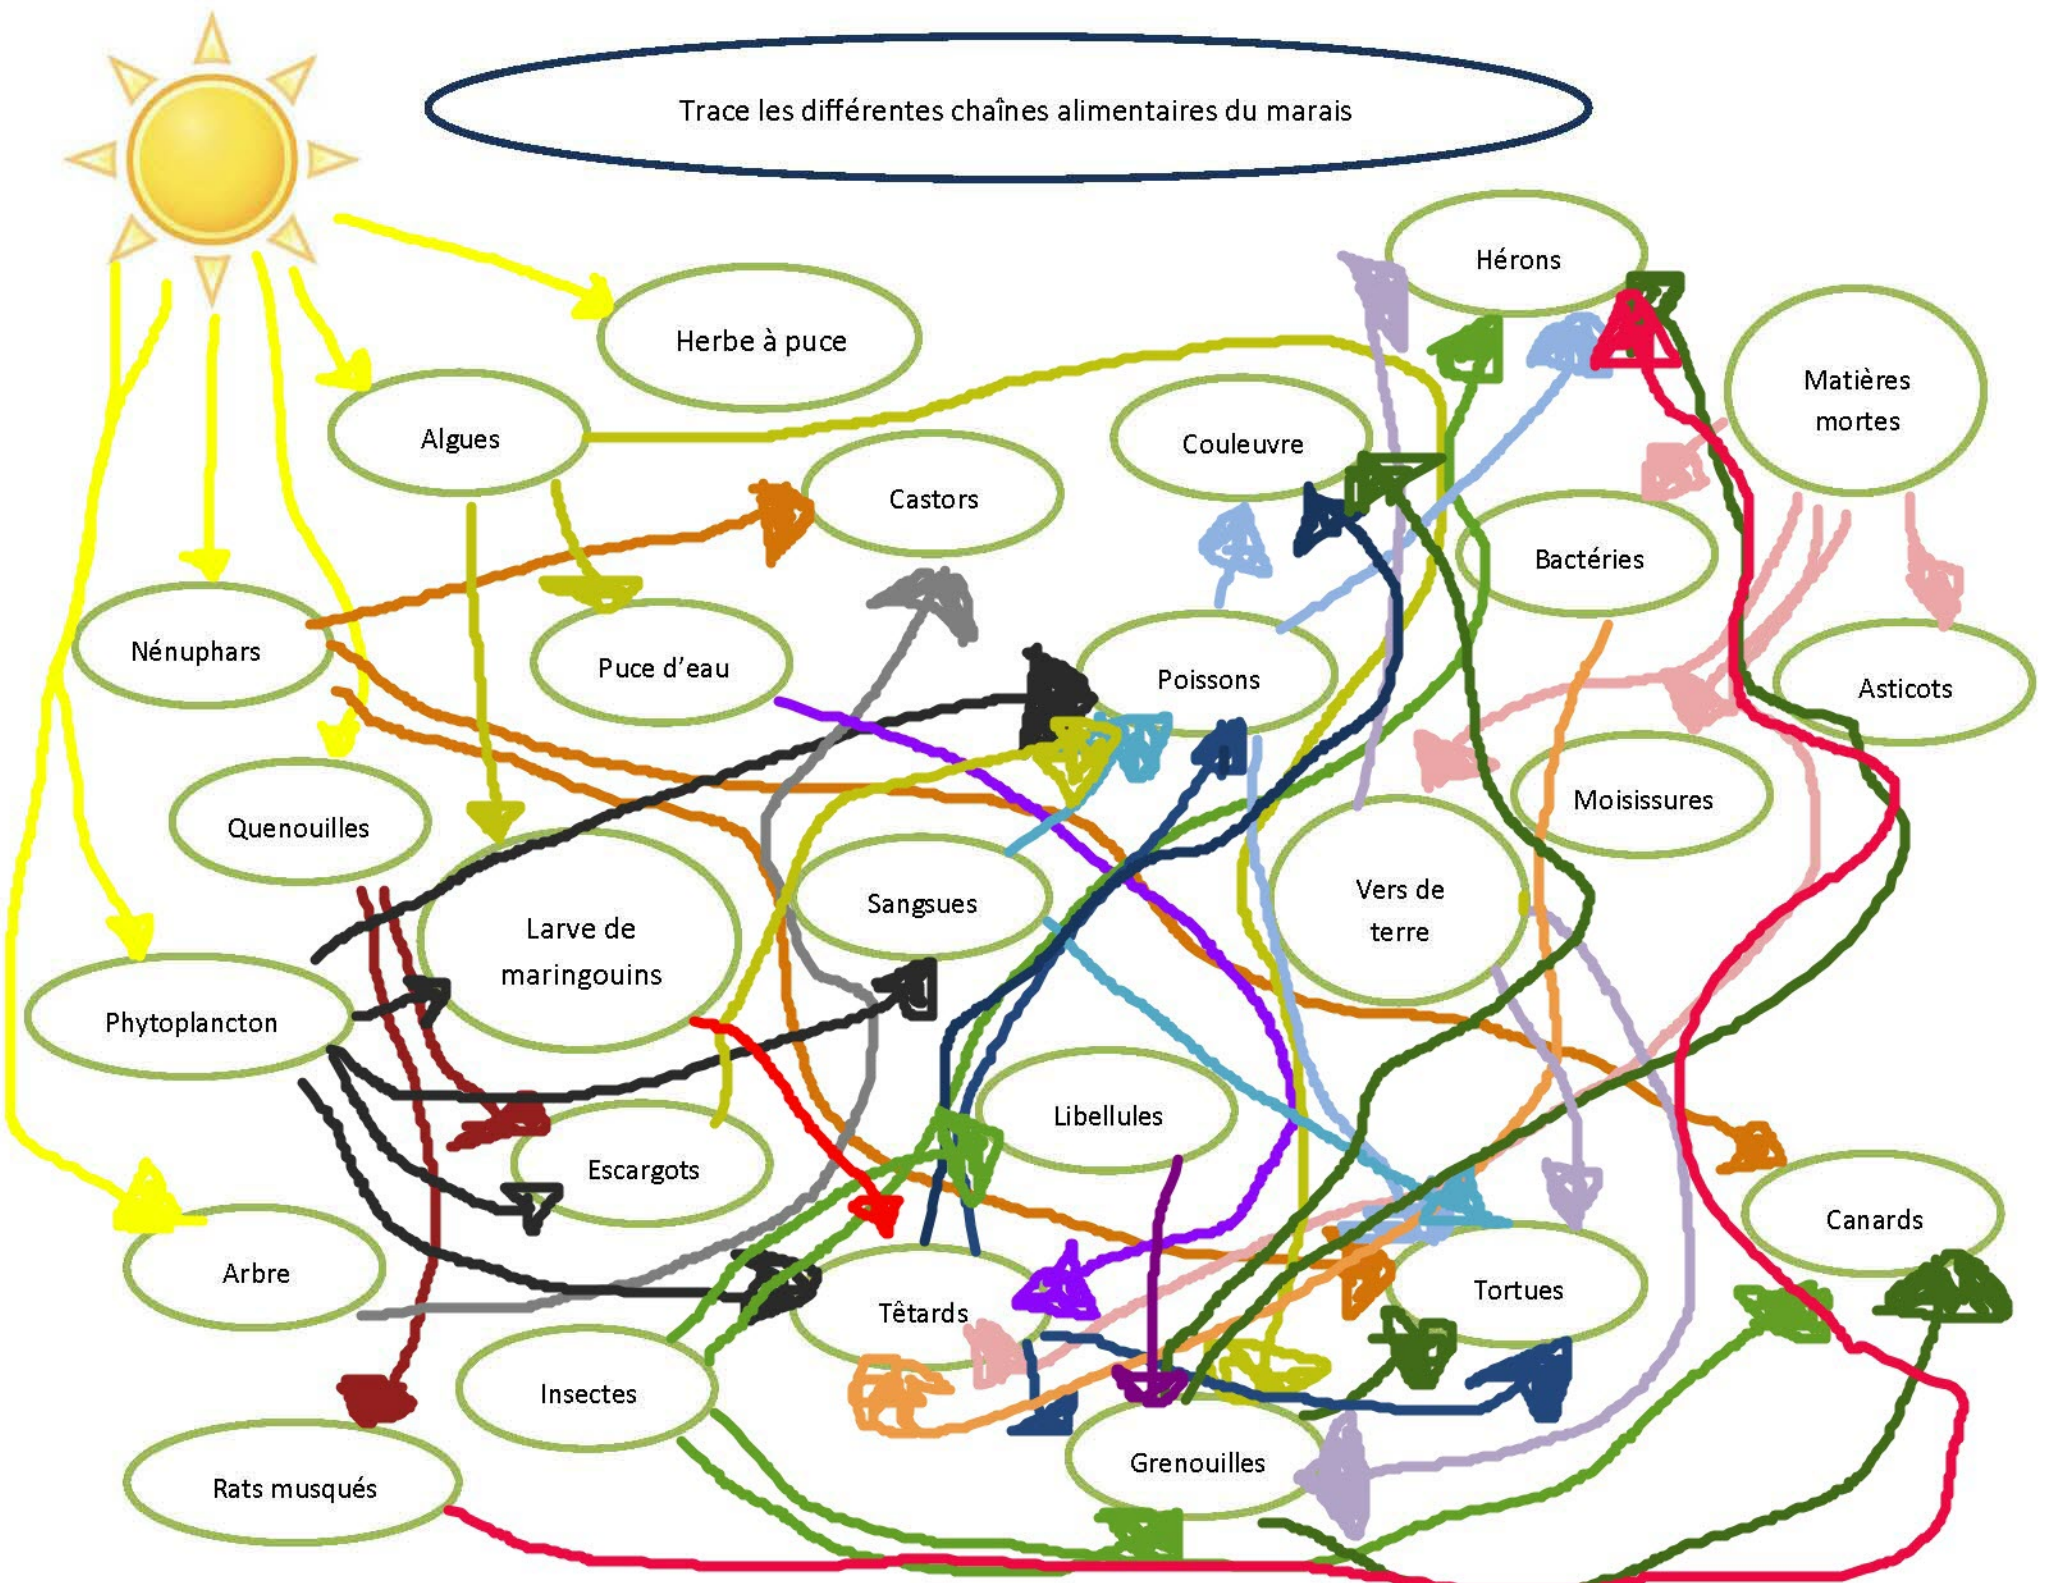 Trace les différentes chaînes alimentaires du marais
Hérons
Herbe à puce
Matières
mortes
Algues
Couleuvre
Castors
Bactéries
Nénuphars
Puce d’eau
Poissons
Asticots
Quenouilles
Moisissures
Larve de
maringouins
Sangsues
Vers de
terre
Phytoplancton
Libellules
Escargots
Canards
Arbre
Têtards
Tortues
Insectes
Grenouilles
Rats musqués